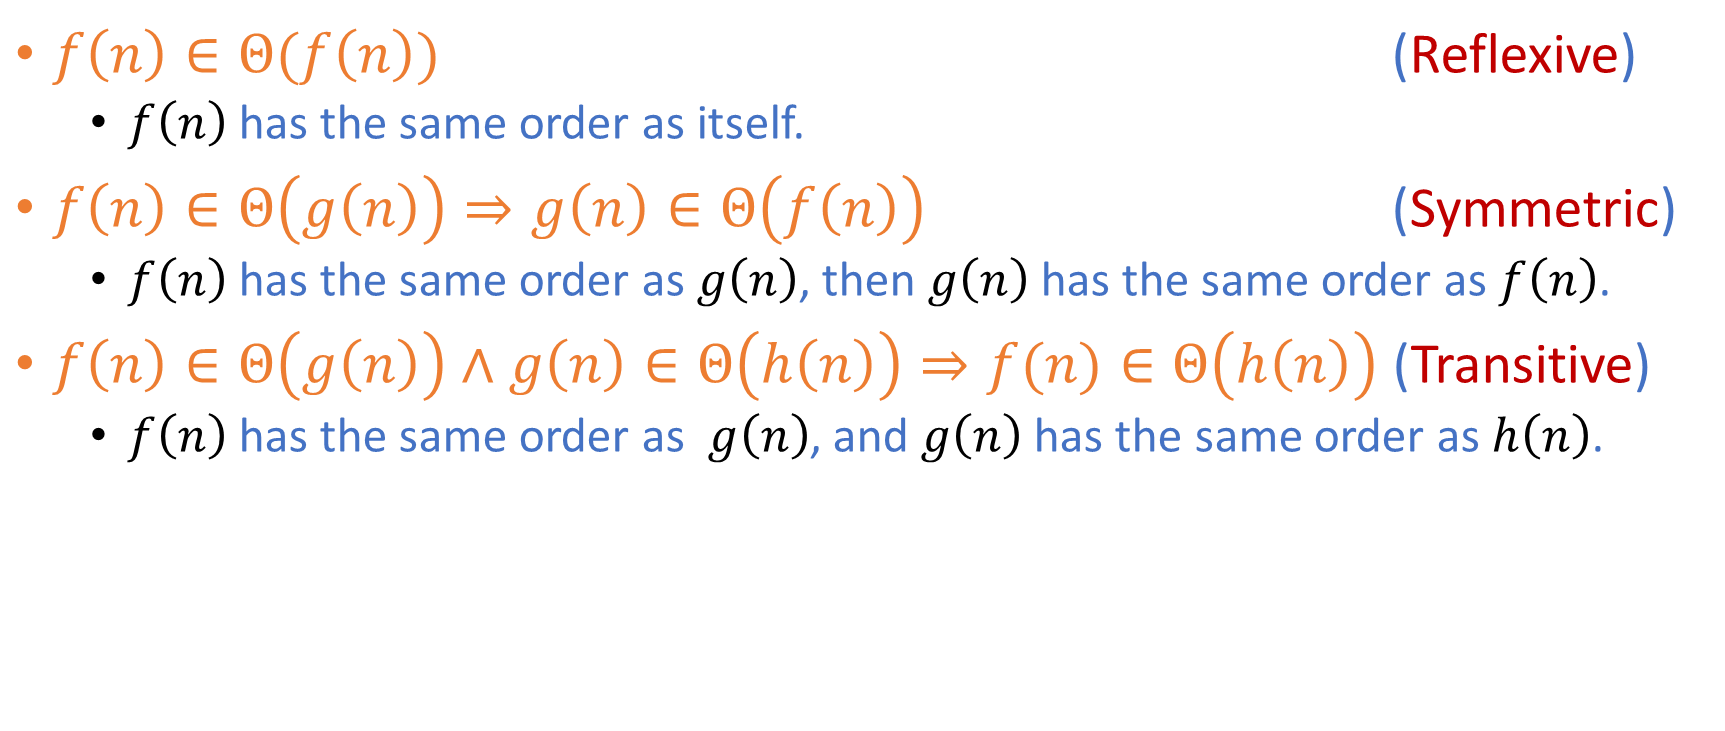 • f(n) ∈ Θ(f(n)) (Reflexive)
• f(n) has the same order as itself.
• f(n) ∈ Θ(g(n)) ⇒ g(n) ∈ Θ(f(n)) (Symmetric)
• f(n) has the same order as g(n), then g(n) has the same order as f(n).
• f(n) ∈ Θ(g(n)) ∧ g(n) ∈ Θ(h(n)) ⇒ f(n) ∈ Θ(h(n)) (Transitive)
• f(n) has the same order as g(n), and g(n) has the same order as h(n).